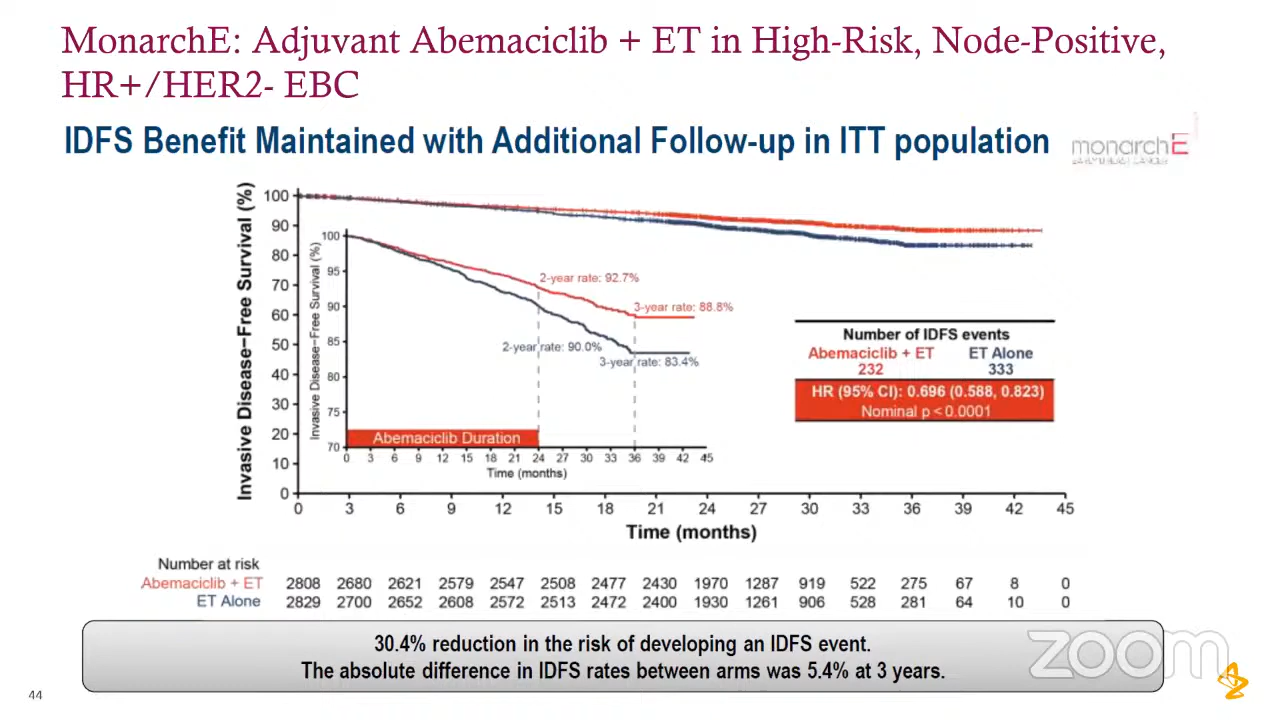 MonarchE: Adjuvant Abemaciclib + ET in High-Risk, Node-Positive,
HR+/HER2- EBC
IDFS Benefit Maintained with Additional Follow-up in ITT population
monarchE
Invasive Disease–Free Survival (%)
100
90
80
70
60
50
40
30
20
10
0
Invasive Disease–Free Survival (%)
100
95
90
85
80
75
70
2-year rate: 92.7%
3-year rate: 88.8%
2-year rate: 90.0%
3-year rate: 83.4%
Abemaciclib Duration
0 3 6 9 12 15 18 21 24 27 30 33 36 39 42 45
Time (months)
Number of IDFS events
Abemaciclib + ET ET Alone
232 333
HR (95% CI): 0.696 (0.588, 0.823)
Nominal p < 0.0001
0 3 6 9 12 15 18 21 24 27 30 33 36 39 42 45
Time (months)
Number at risk
Abemaciclib + ET 2808 2680 2621 2579 2547 2508 2477 2430 1970 1287 919 522 275 67 8 0
ET Alone 2829 2700 2652 2608 2572 2513 2472 2400 1930 1261 906 528 281 64 10 0
30.4% reduction in the risk of developing an IDFS event.
The absolute difference in IDFS rates between arms was 5.4% at 3 years.
zoom
44